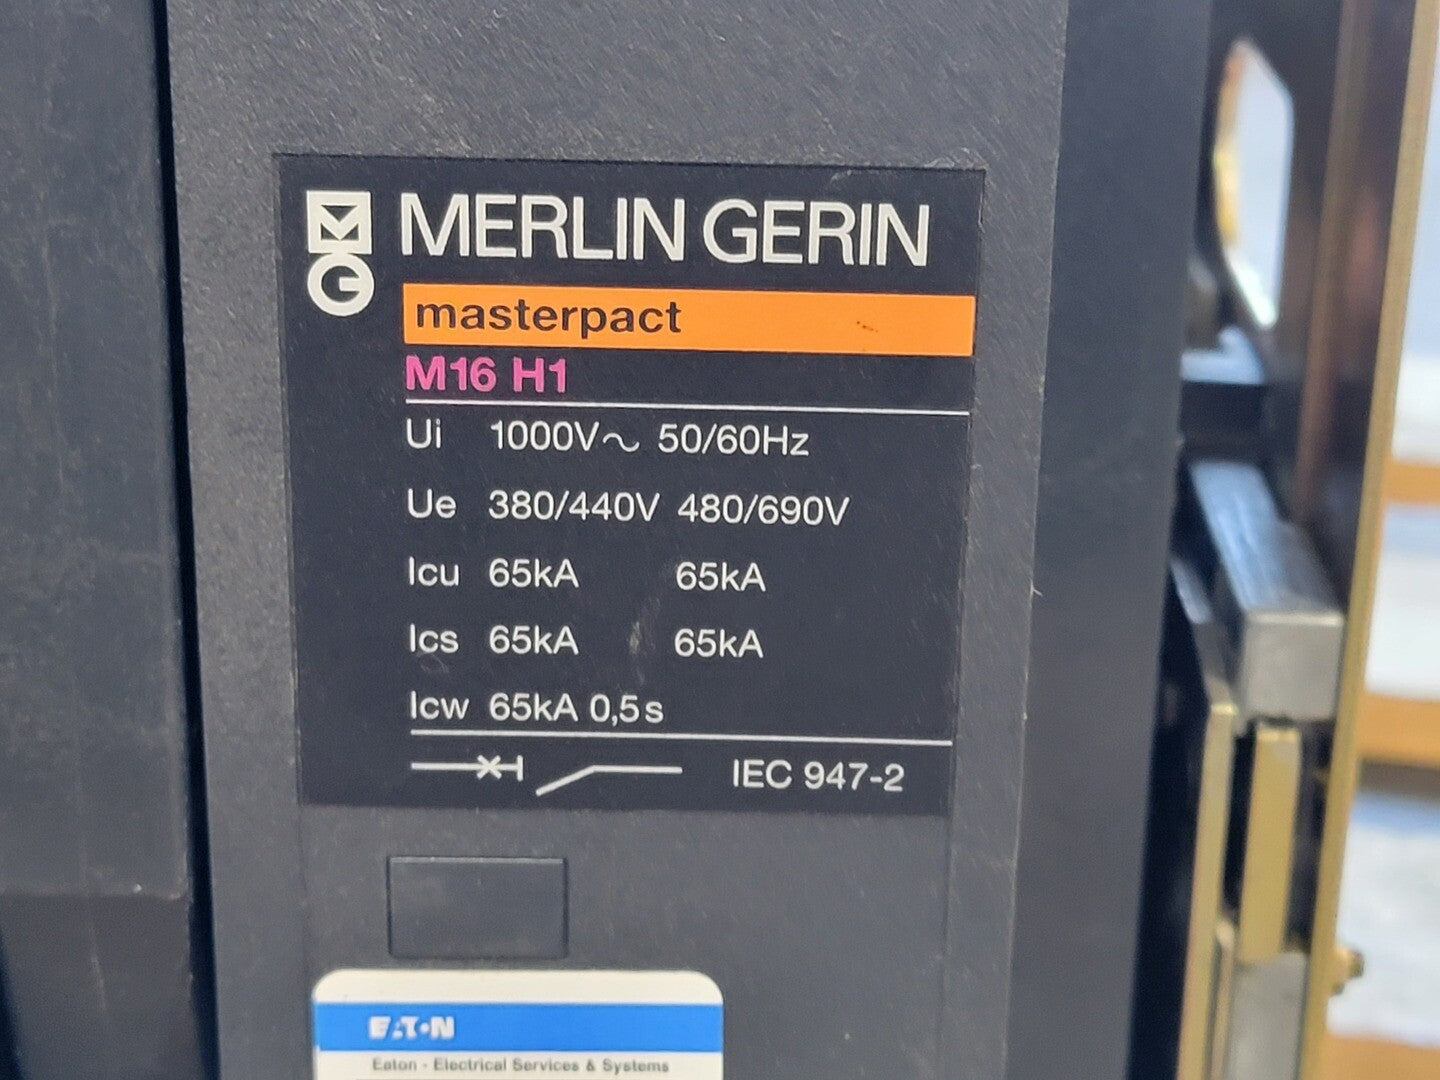 MG MERLIN GERIN
masterpact
M16 H1
Ui 1000V~ 50/60Hz
Ue 380/440V 480/690V
Icu 65kA 65kA
Ics 65kA 65kA
Icw 65kA 0,5s
IEC 947-2
EATON
Eaton - Electrical Services & Systems